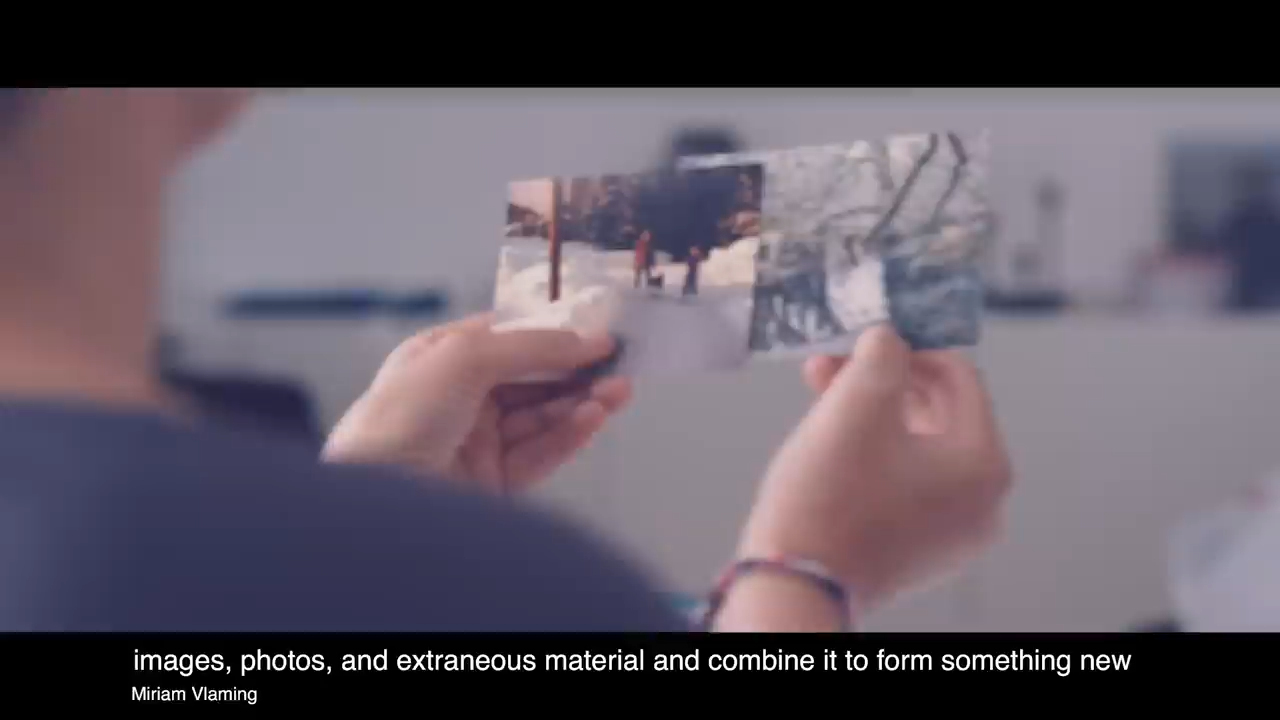 images, photos, and extraneous material and combine it to form something new
Miriam Vlaming